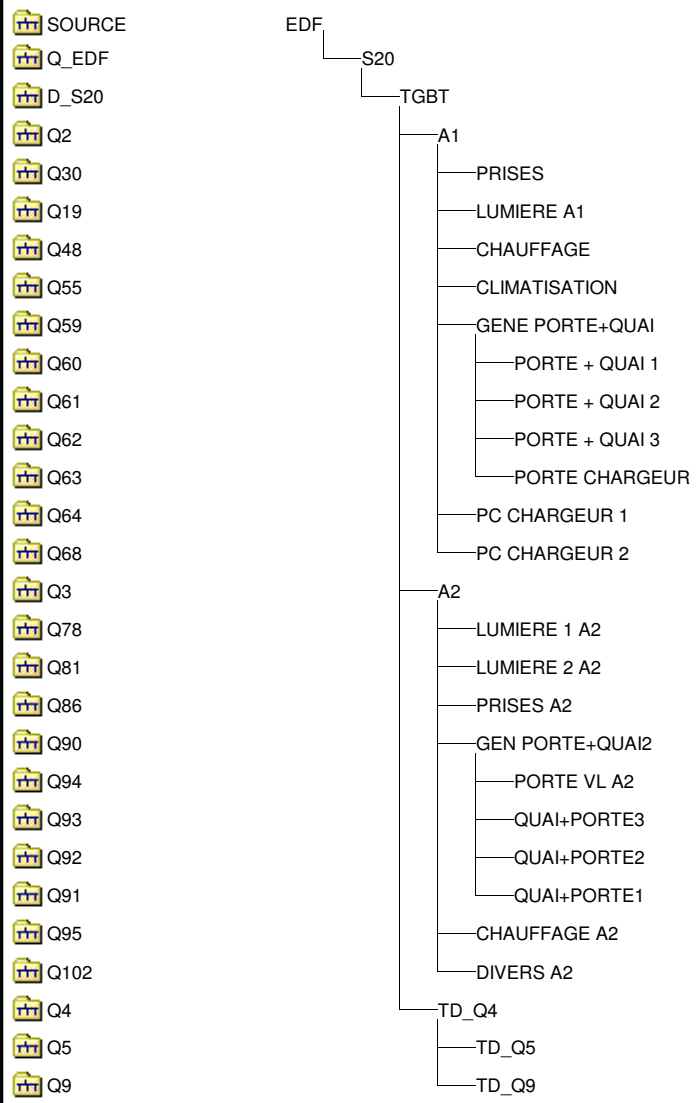 SOURCE EDF
Q_EDF S20
D_S20 TGBT
Q2 A1
Q30 PRISES
Q19 LUMIERE A1
Q48 CHAUFFAGE
Q55 CLIMATISATION
Q59 GENE PORTE+QUAI
Q60 PORTE + QUAI 1
Q61 PORTE + QUAI 2
Q62 PORTE + QUAI 3
Q63 PORTE CHARGEUR
Q64 PC CHARGEUR 1
Q68 PC CHARGEUR 2
Q3 A2
Q78 LUMIERE 1 A2
Q81 LUMIERE 2 A2
Q86 PRISES A2
Q90 GEN PORTE+QUAI2
Q94 PORTE VL A2
Q93 QUAI+PORTE3
Q92 QUAI+PORTE2
Q91 QUAI+PORTE1
Q95 CHAUFFAGE A2
Q102 DIVERS A2
Q4 TD_Q4
Q5 TD_Q5
Q9 TD_Q9